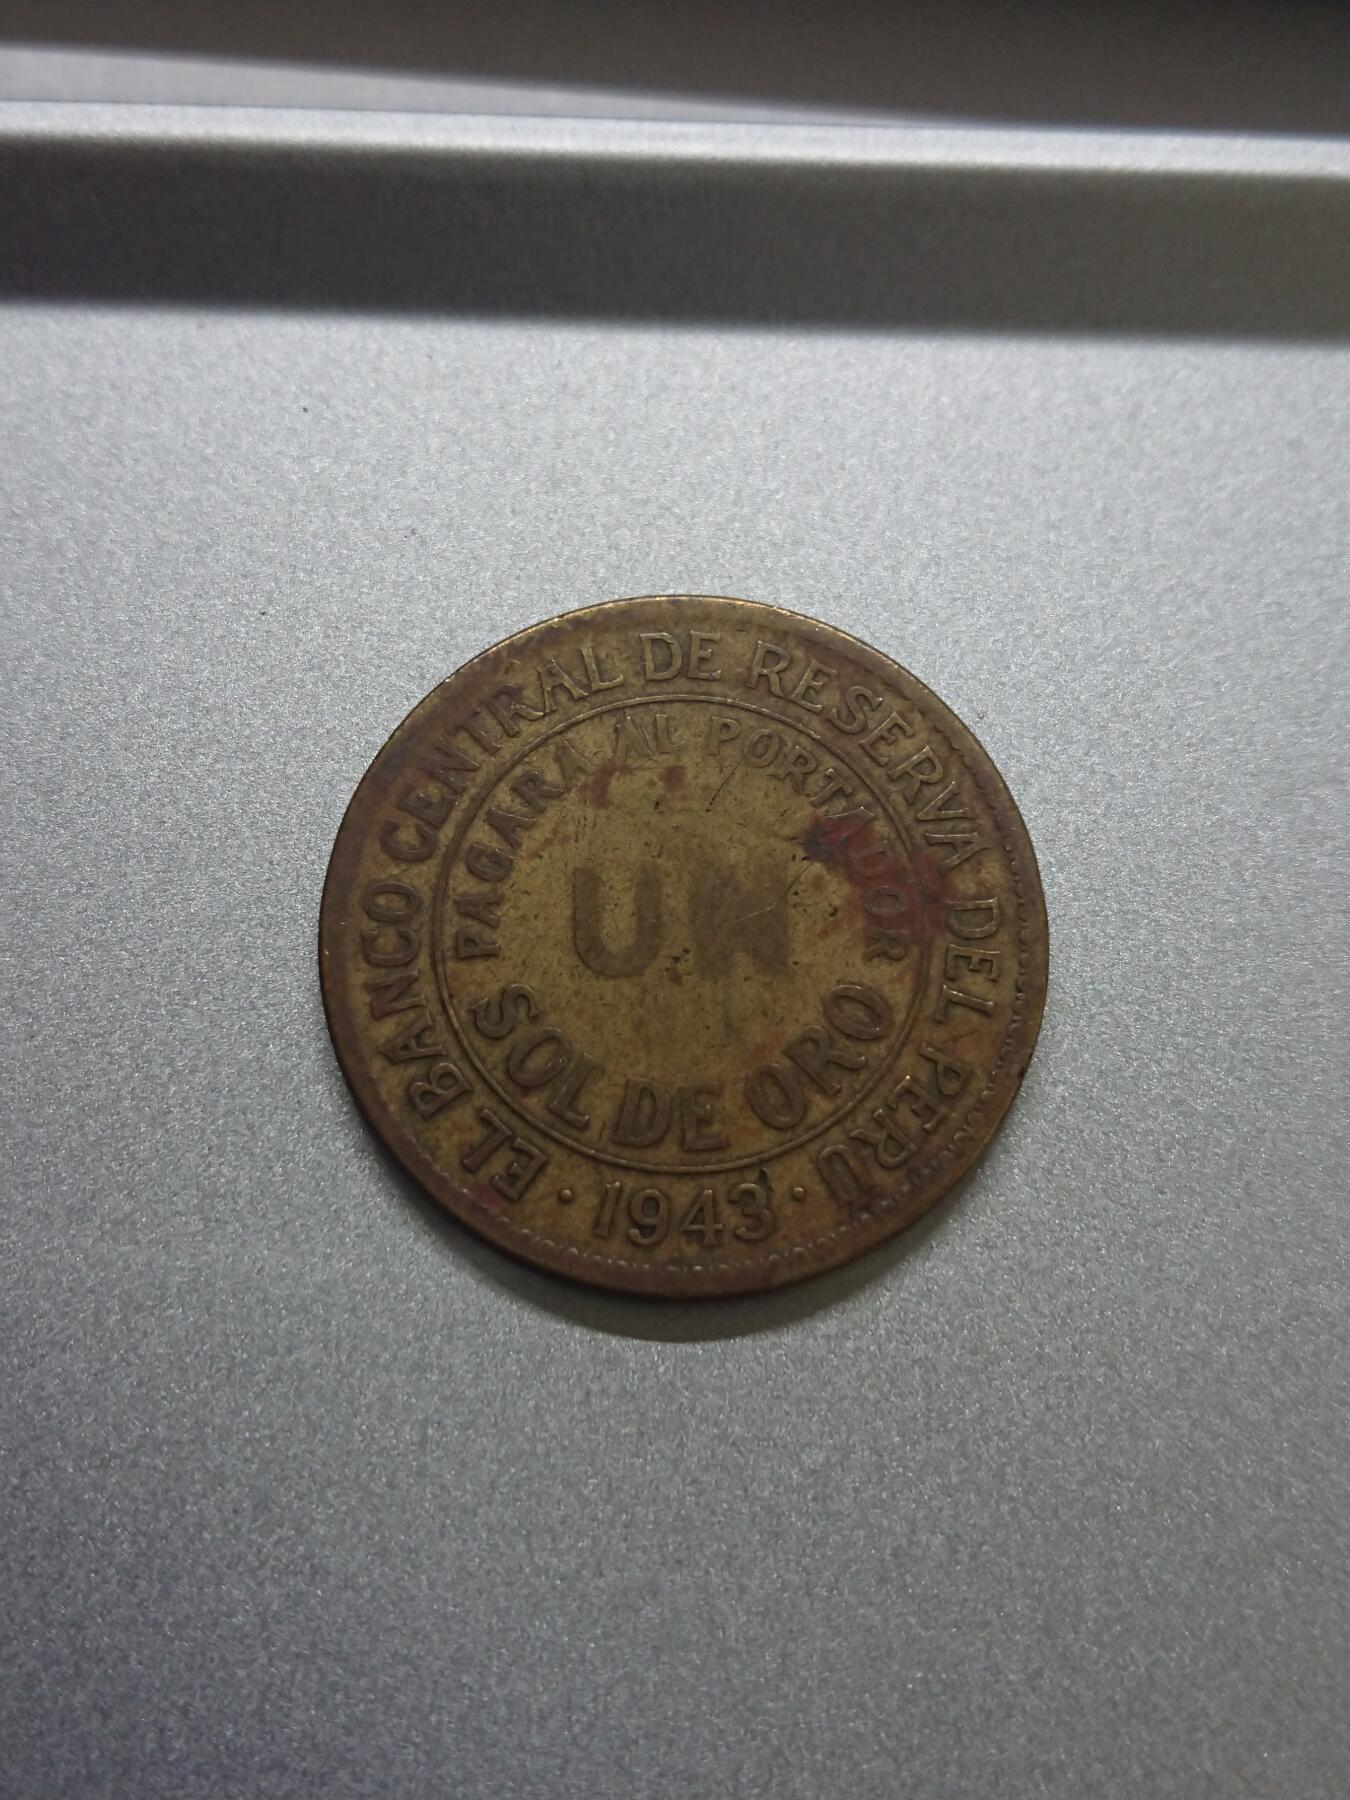 EL BANCO CENTRAL DE RESERVA DEL PERU
PAGARA AL PORTADOR
UN
SOL DE ORO
· 1943 ·